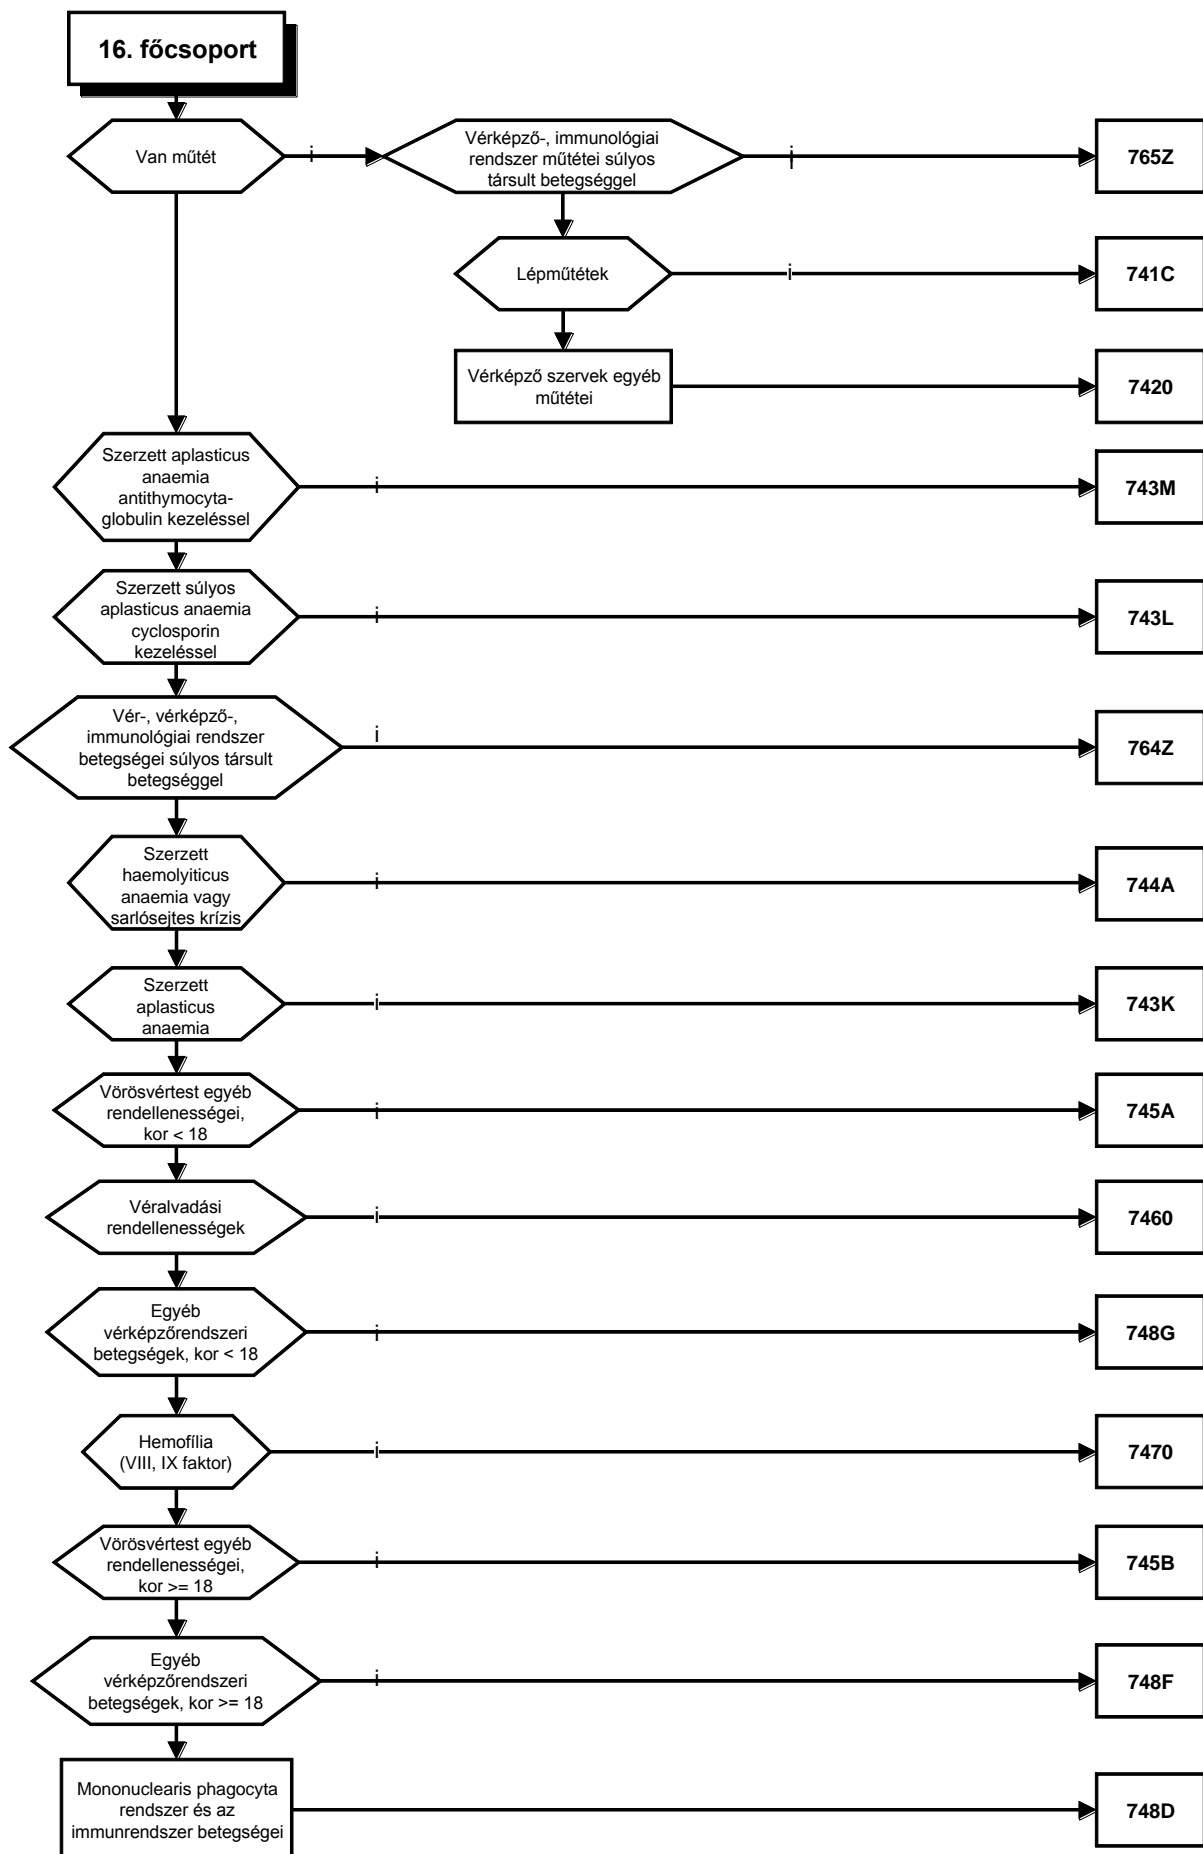 16. főcsoport
Van műtét
i
Vérképző-, immunológiai
rendszer műtétei súlyos
társult betegséggel
i
765Z
Lépműtétek
i
741C
Vérképző szervek egyéb
műtétei
7420
Szerzett aplasticus
anaemia
antithymocyta-
globulin kezeléssel
i
743M
Szerzett súlyos
aplasticus anaemia
cyclosporin
kezeléssel
i
743L
Vér-, vérképző-,
immunológiai rendszer
betegségei súlyos társult
betegséggel
i
764Z
Szerzett
haemolyiticus
anaemia vagy
sarlósejtes krízis
i
744A
Szerzett
aplasticus
anaemia
i
743K
Vörösvértest egyéb
rendellenességei,
kor < 18
i
745A
Véralvadási
rendellenességek
i
7460
Egyéb
vérképzőrendszeri
betegségek, kor < 18
i
748G
Hemofília
(VIII, IX faktor)
i
7470
Vörösvértest egyéb
rendellenességei,
kor >= 18
i
745B
Egyéb
vérképzőrendszeri
betegségek, kor >= 18
i
748F
Mononuclearis phagocyta
rendszer és az
immunrendszer betegségei
748D